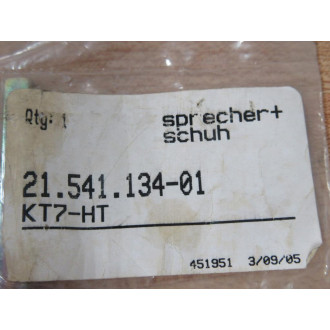 Qty: 1
sprecher+
schuh
21.541.134-01
KT7-HT
451951 3/09/05